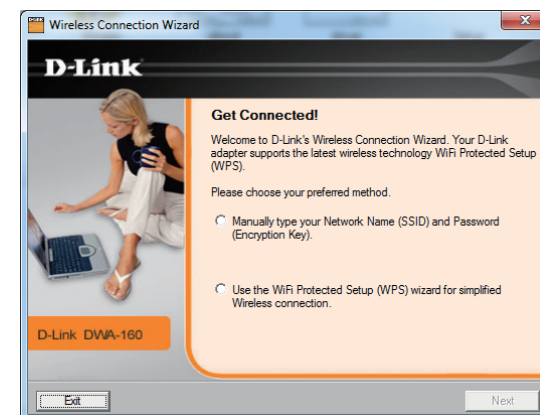 Wireless Connection Wizard
D-Link
Get Connected!
Welcome to D-Link's Wireless Connection Wizard. Your D-Link
adapter supports the latest wireless technology WiFi Protected Setup
(WPS).
Please choose your preferred method.
Manually type your Network Name (SSID) and Password
(Encryption Key).
Use the WiFi Protected Setup (WPS) wizard for simplified
Wireless connection.
D-Link DWA-160
Exit
Next